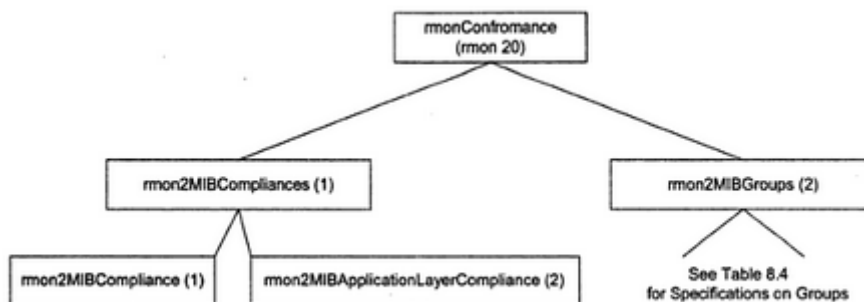 rmonConfromance
(rmon 20)
rmon2MIBCompliances (1)
rmon2MIBGroups (2)
rmon2MIBCompliance (1)
rmon2MIBApplicationLayerCompliance (2)
See Table 8.4
for Specifications on Groups